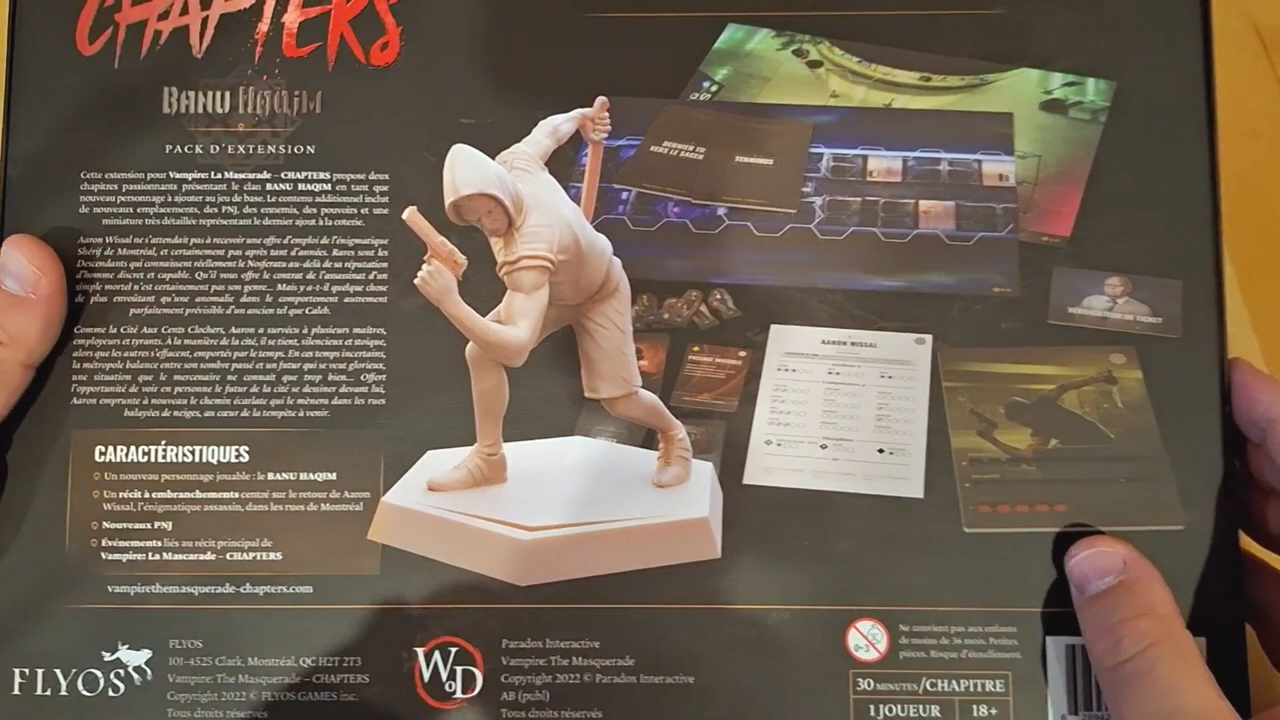 CHAPTERS
BANU HAQIM
PACK D'EXTENSION
Cette extension pour Vampire: La Mascarade – CHAPTERS propose deux
chapitres passionnants présentant le clan BANU HAQIM en tant que
nouveau personnage à ajouter au jeu de base. Le contenu additionnel inclut
de nouveaux emplacements, des PNJ, des ennemis, des pouvoirs et une
miniature très détaillée représentant le dernier ajout à la coterie.
Aaron Wissal ne s'attendait pas à recevoir une offre d'emploi de l'énigmatique
Shérif de Montréal, et certainement pas après tant d'années. Rares sont les
Descendants qui connaissent réellement le Nosferatu au-delà de sa réputation
d'homme discret et capable. Qu'il vous offre le contrat de l'assassinat d'un
simple mortel n'est certainement pas son genre... Mais y a-t-il quelque chose
de plus envoûtant qu'une anomalie dans le comportement autrement
parfaitement prévisible d'un ancien tel que Caleb.
Comme la Cité Aux Cents Clochers, Aaron a survécu à plusieurs maîtres,
employeurs et tyrans. À la manière de la cité, il se tient, silencieux et stoïque,
alors que les autres s'effacent, emportés par le temps. En ces temps incertains,
la métropole balance entre son sombre passé et un futur qui se veut glorieux,
une situation que le mercenaire ne connait que trop bien... Offert
l'opportunité de voir en personne le futur de la cité se dessiner devant lui,
Aaron emprunte à nouveau le chemin écarlate qui le mènera dans les rues
balayées de neiges, au cœur de la tempête à venir.
CARACTÉRISTIQUES
Un nouveau personnage jouable : le BANU HAQIM
Un récit à embranchements centré sur le retour de Aaron
Wissal, l'énigmatique assassin, dans les rues de Montréal
Nouveaux PNJ
Événements liés au récit principal de
Vampire: La Mascarade – CHAPTERS
vampirethemasquerade-chapters.com
VERS LE
TERMINUS
VÉRIFICATION DE TICKET
PASSAGE INVISIBLE
AARON WISSAL
FLYOS
FLYOS
101-4525 Clark, Montréal, QC H2T 2T3
Vampire: The Masquerade – CHAPTERS
Copyright 2022 © FLYOS GAMES inc.
Tous droits réservés
WoD
Paradox Interactive
Vampire: The Masquerade
Copyright 2022 © Paradox Interactive
AB (publ)
Tous droits réservés
0-3
Ne convient pas aux enfants
de moins de 36 mois. Petites
pièces. Risque d'étouffement.
30 MINUTES/CHAPITRE
1 JOUEUR 18+